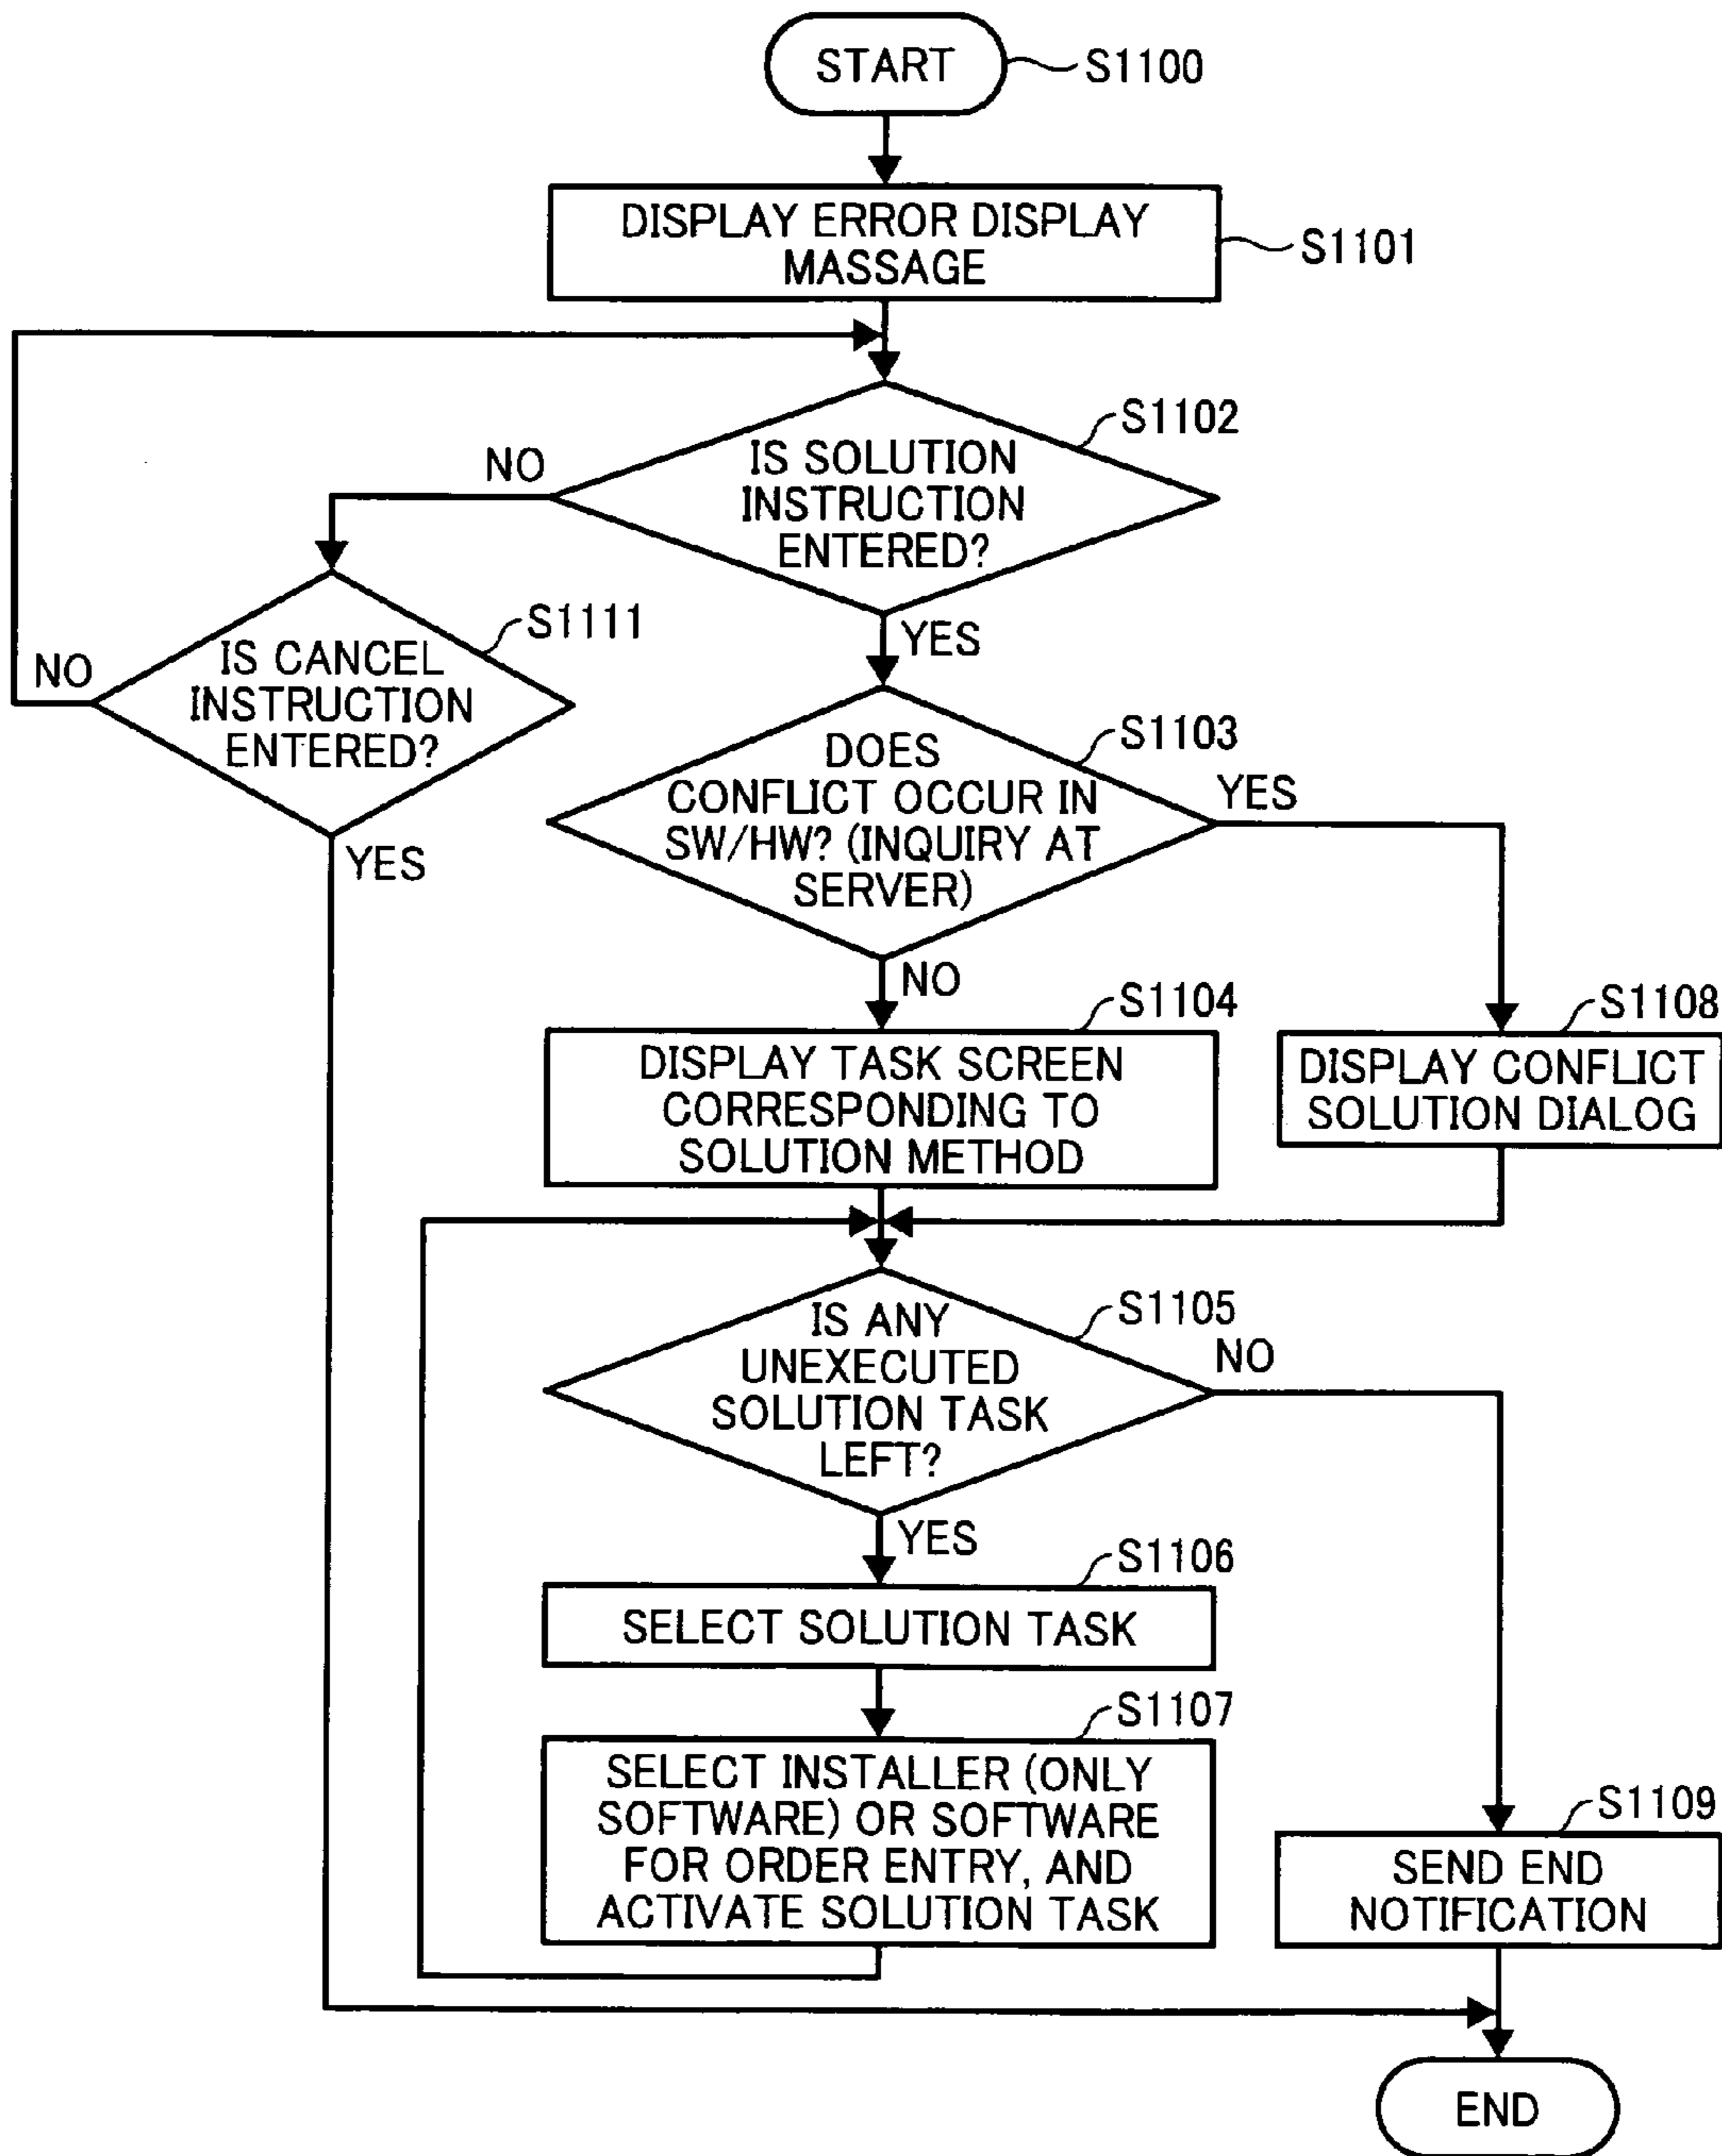 START
S1100
DISPLAY ERROR DISPLAY
MASSAGE
S1101
S1102
NO
IS SOLUTION
INSTRUCTION
ENTERED?
YES
S1111
NO
IS CANCEL
INSTRUCTION
ENTERED?
YES
S1103
DOES
CONFLICT OCCUR IN
SW/HW? (INQUIRY AT
SERVER)
YES
NO
S1104
DISPLAY TASK SCREEN
CORRESPONDING TO
SOLUTION METHOD
S1108
DISPLAY CONFLICT
SOLUTION DIALOG
S1105
IS ANY
UNEXECUTED
SOLUTION TASK
LEFT?
NO
YES
S1106
SELECT SOLUTION TASK
S1107
SELECT INSTALLER (ONLY
SOFTWARE) OR SOFTWARE
FOR ORDER ENTRY, AND
ACTIVATE SOLUTION TASK
S1109
SEND END
NOTIFICATION
END